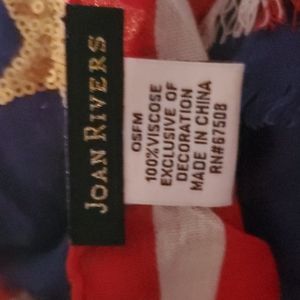 JOAN RIVERS
OSFM
100% VISCOSE
EXCLUSIVE OF
DECORATION
MADE IN CHINA
RN#67508